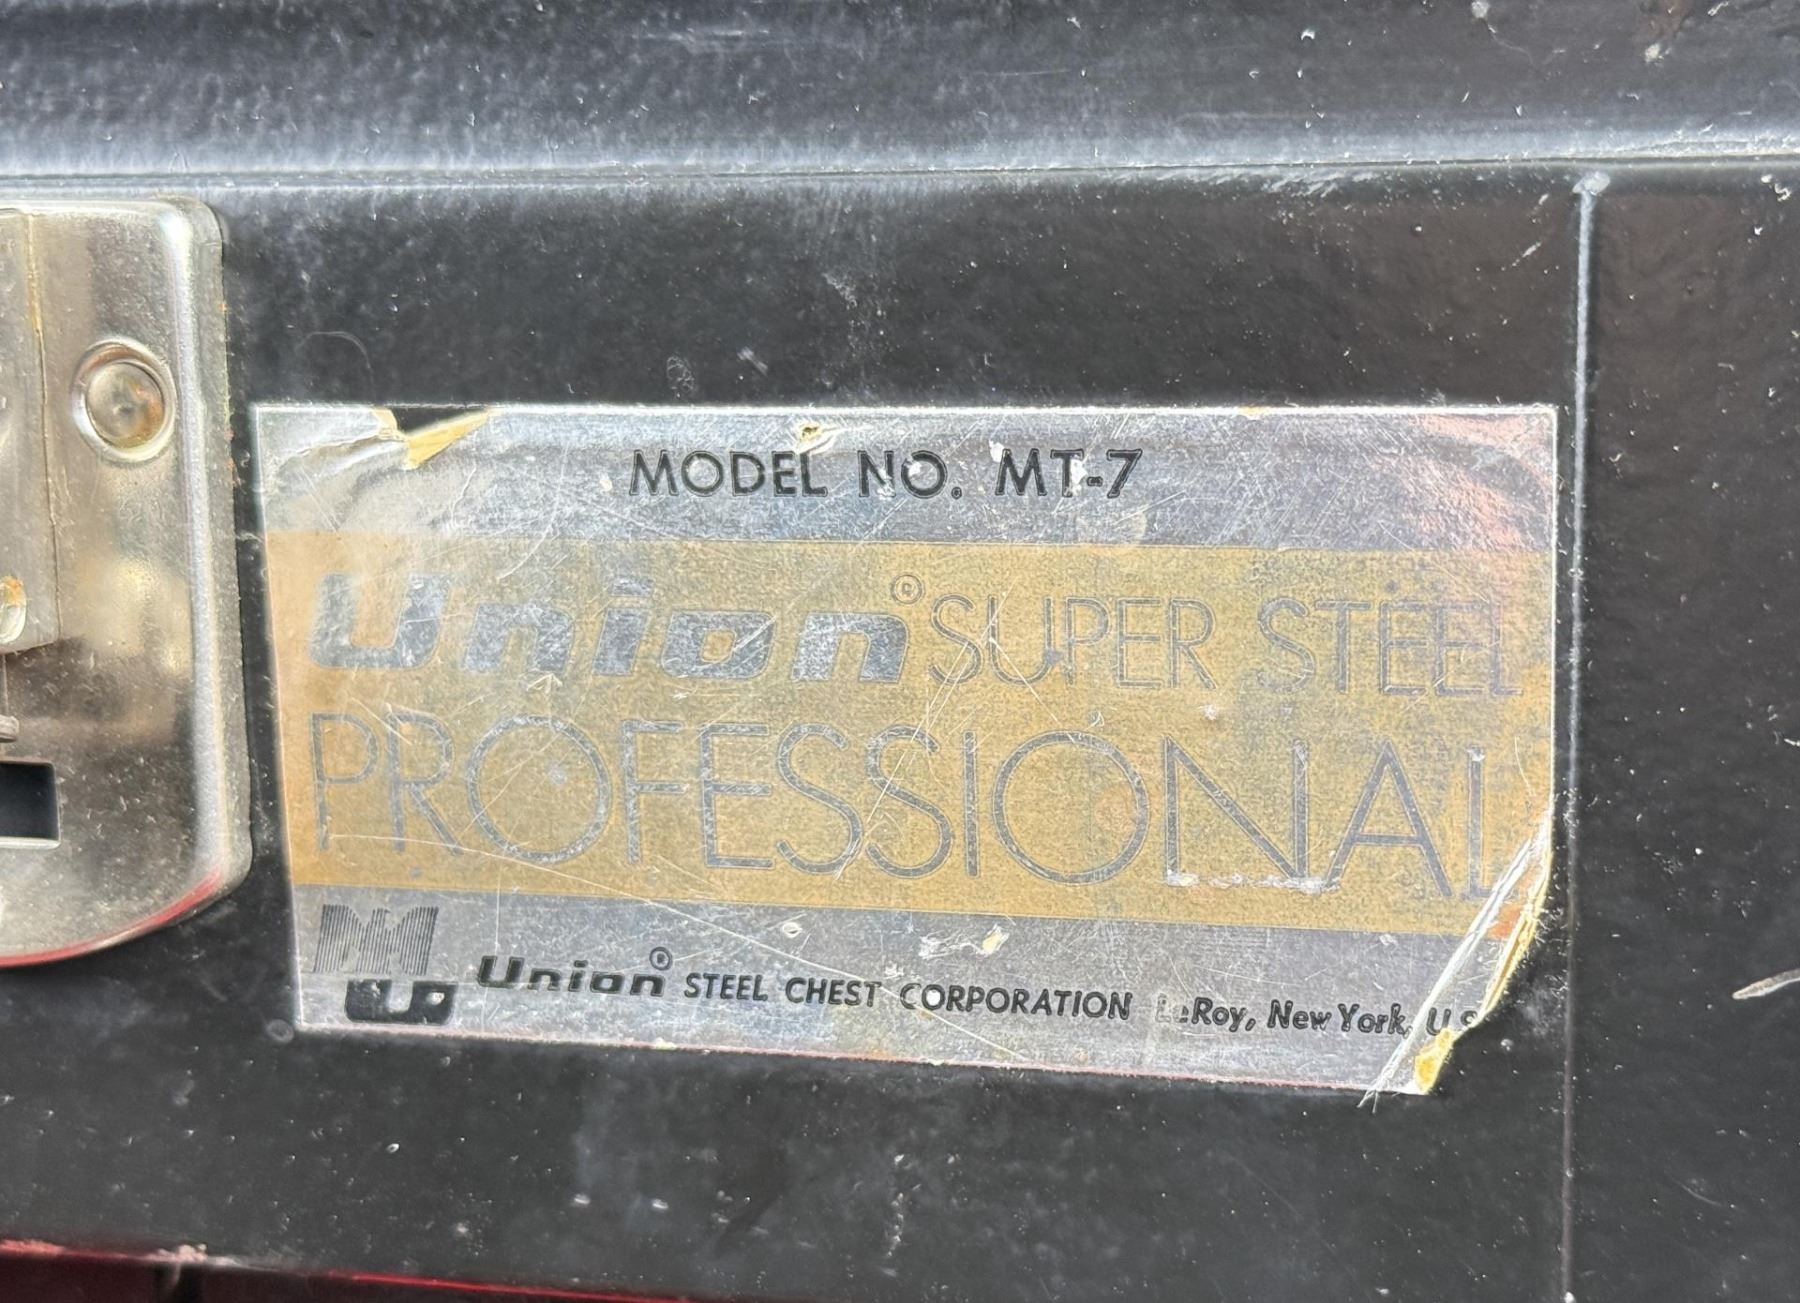 MODEL NO. MT-7
Union® SUPER STEEL
PROFESSIONAL
Union® STEEL CHEST CORPORATION LeRoy, New York, U.S